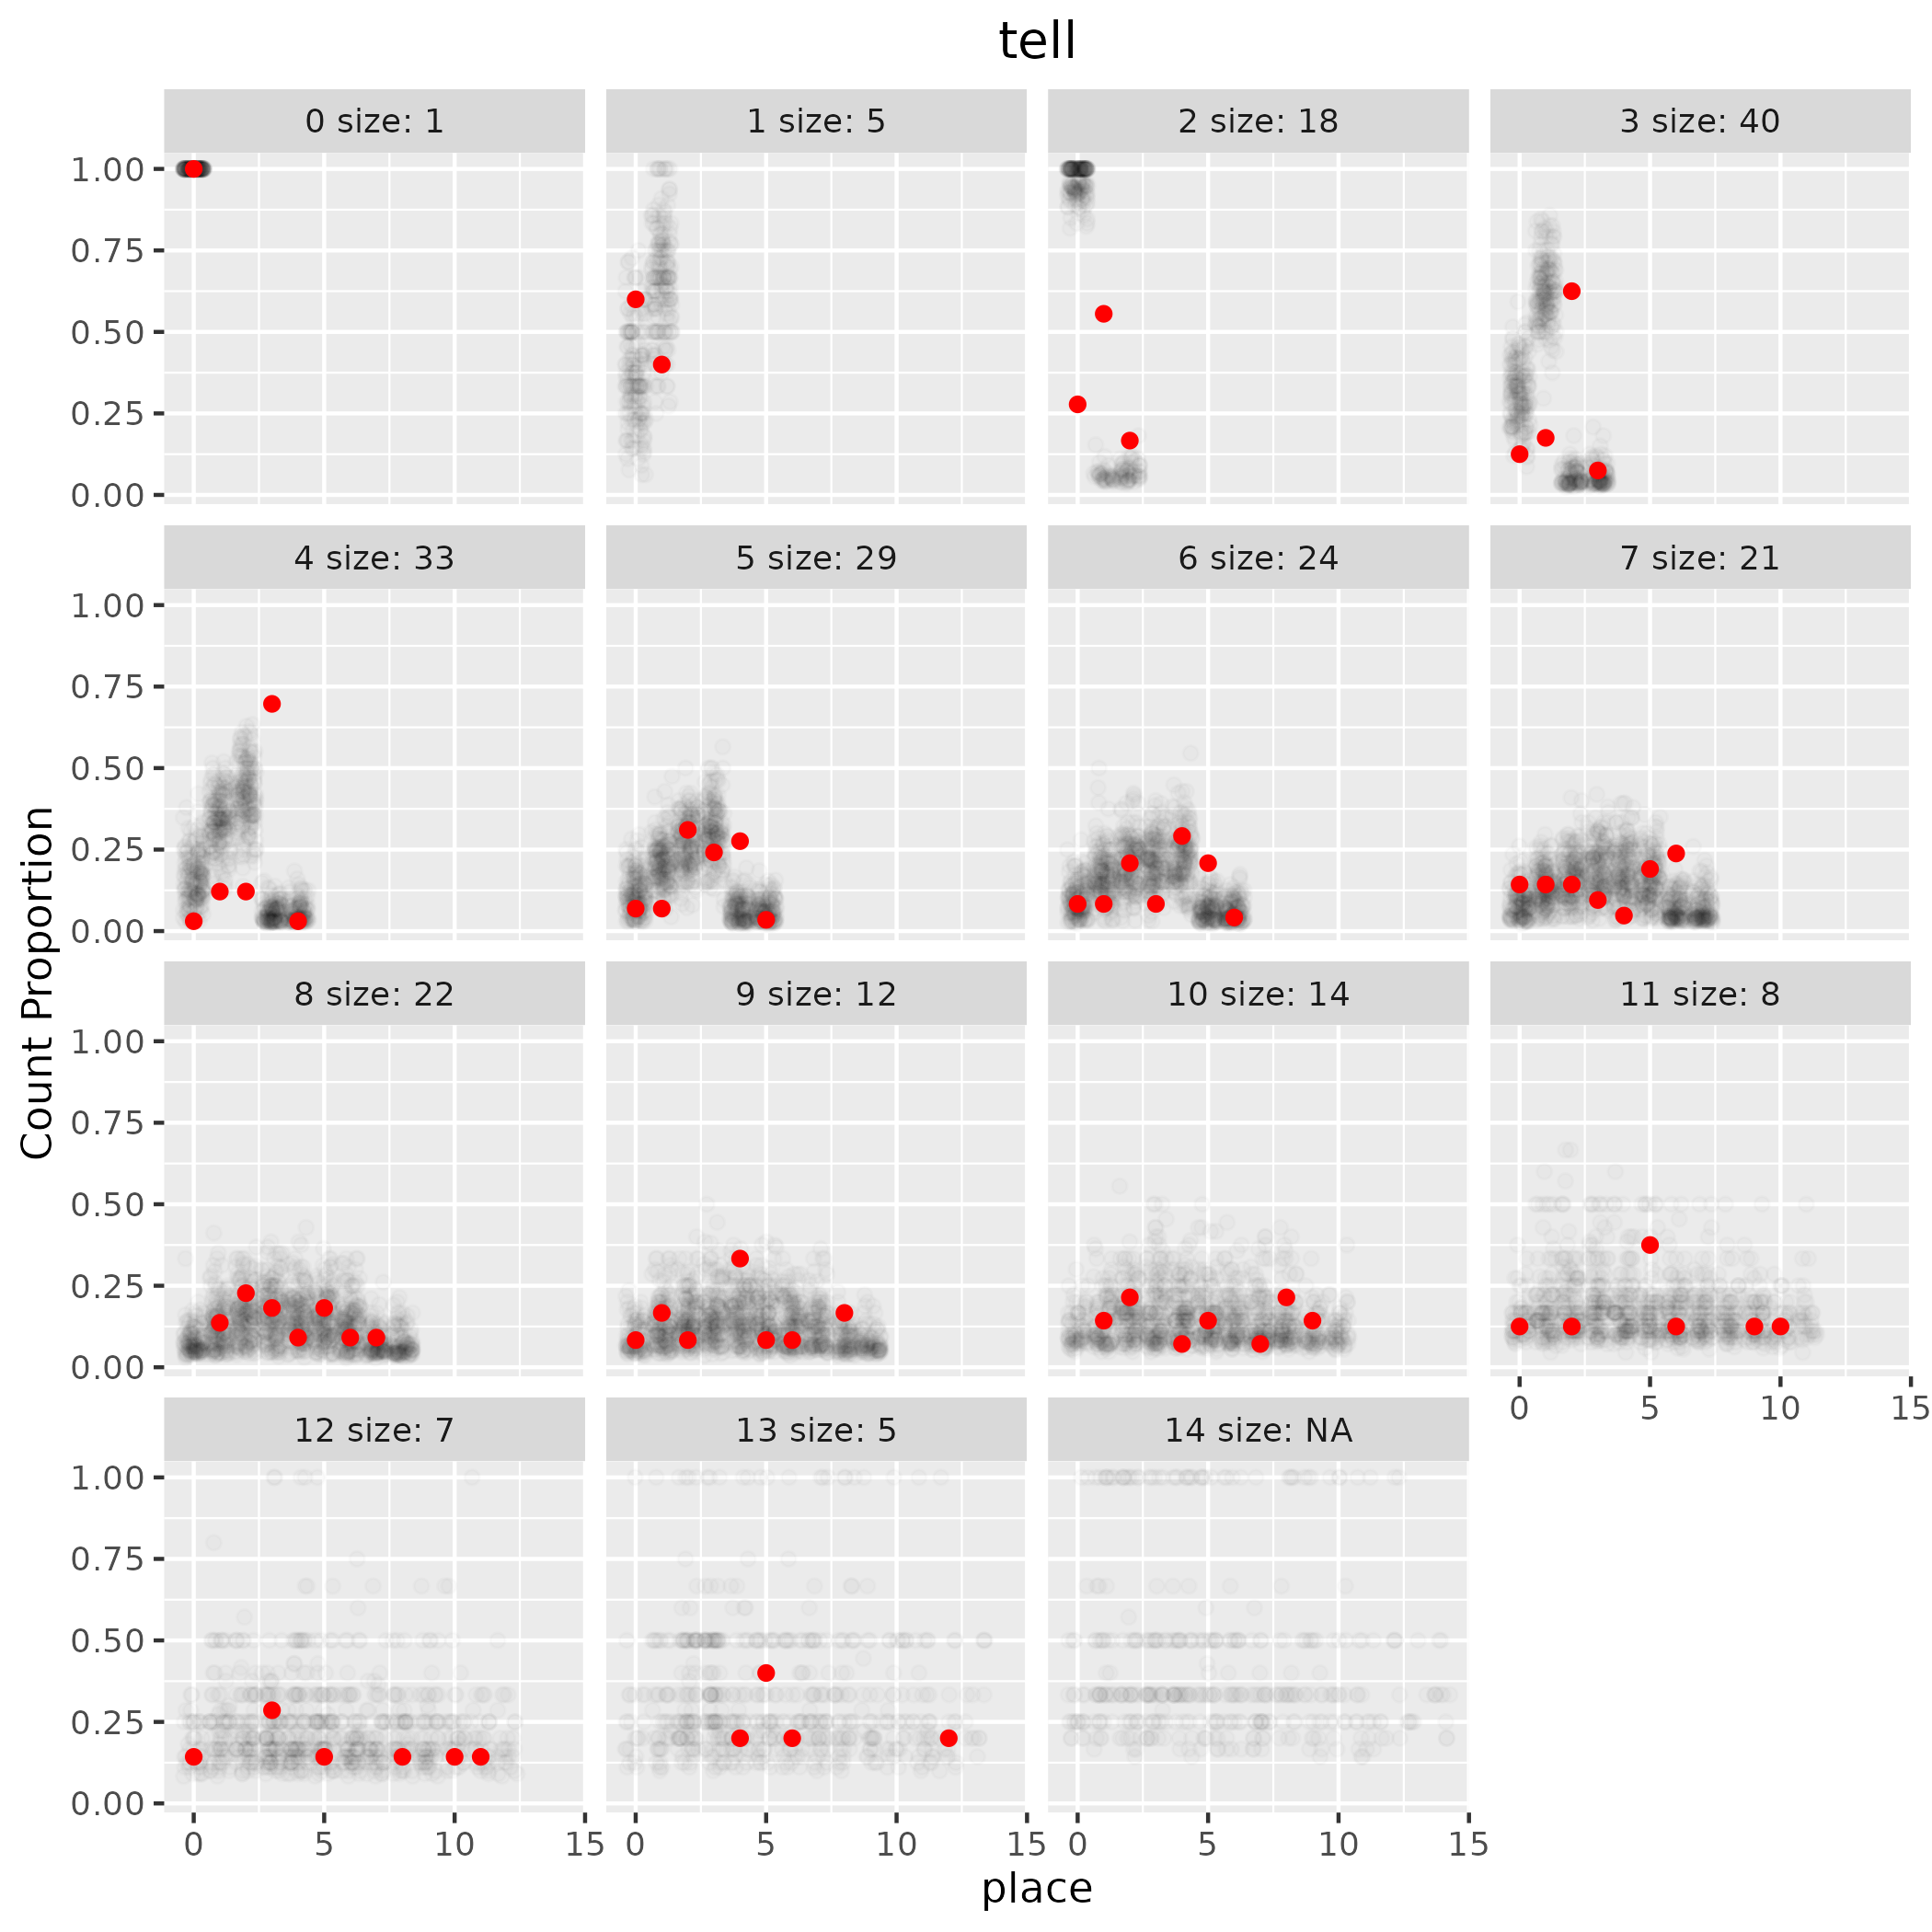 tell
0 size: 1
1 size: 5
2 size: 18
3 size: 40
1.00
0.75
0.50
0.25
0.00
4 size: 33
5 size: 29
6 size: 24
7 size: 21
1.00
0.75
0.50
0.25
0.00
Count Proportion
8 size: 22
9 size: 12
10 size: 14
11 size: 8
1.00
0.75
0.50
0.25
0.00
0 5 10 15
12 size: 7
13 size: 5
14 size: NA
1.00
0.75
0.50
0.25
0.00
0 5 10 15
0 5 10 15
0 5 10 15
place